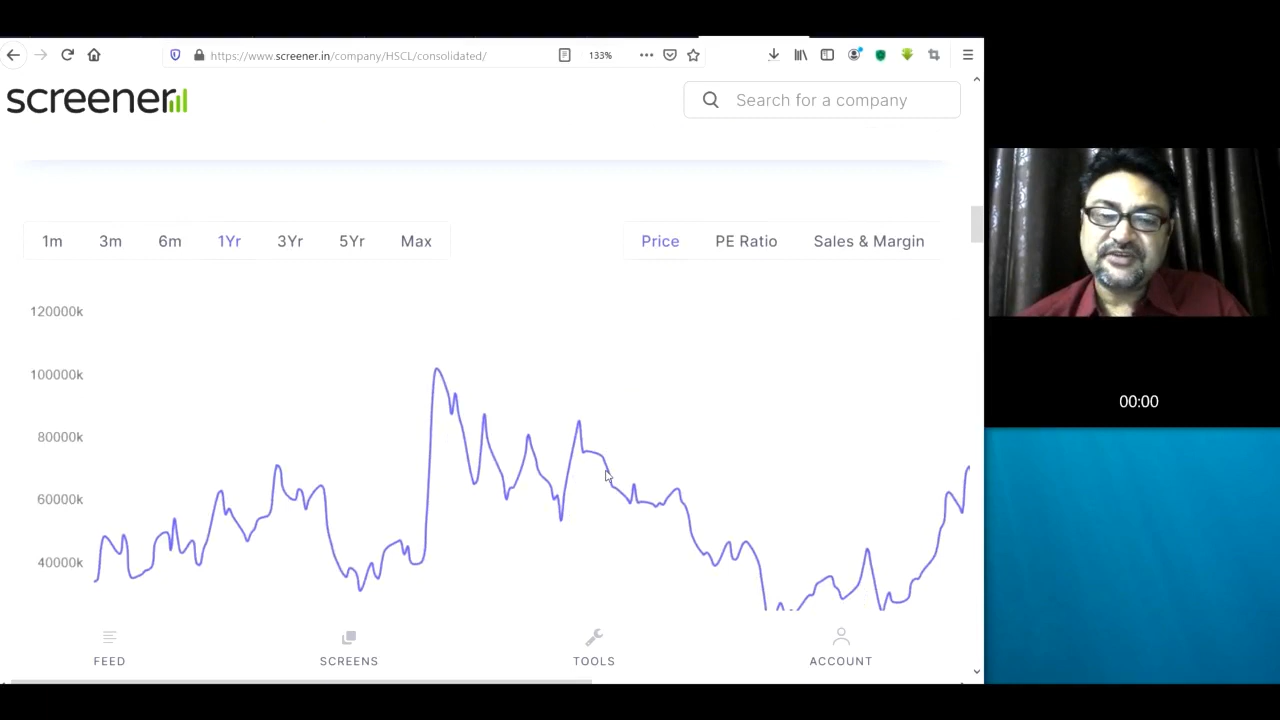 https://www.screener.in/company/HSCL/consolidated/
133%
screener
Search for a company
1m 3m 6m 1Yr 3Yr 5Yr Max
Price PE Ratio Sales & Margin
120000k
100000k
80000k
60000k
40000k
00:00
FEED SCREENS TOOLS ACCOUNT